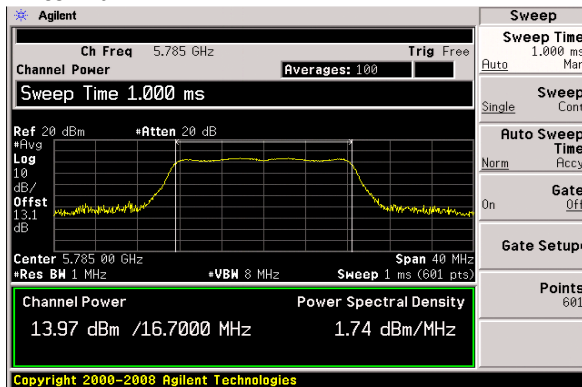 Agilent
Sweep
Ch Freq 5.785 GHz Trig Free
Channel Power Averages: 100
Sweep Time 1.000 ms
Ref 20 dBm #Atten 20 dB
#Avg
Log
10
dB/
Offst
13.1
dB
Center 5.785 00 GHz Span 40 MHz
#Res BW 1 MHz #VBW 8 MHz Sweep 1 ms (601 pts)
Channel Power Power Spectral Density
13.97 dBm /16.7000 MHz 1.74 dBm/MHz
Copyright 2000-2008 Agilent Technologies
Sweep Time
1.000 ms
Auto Man
Sweep
Single Cont
Auto Sweep
Time
Norm Accy
Gate
On Off
Gate Setup
Points
601